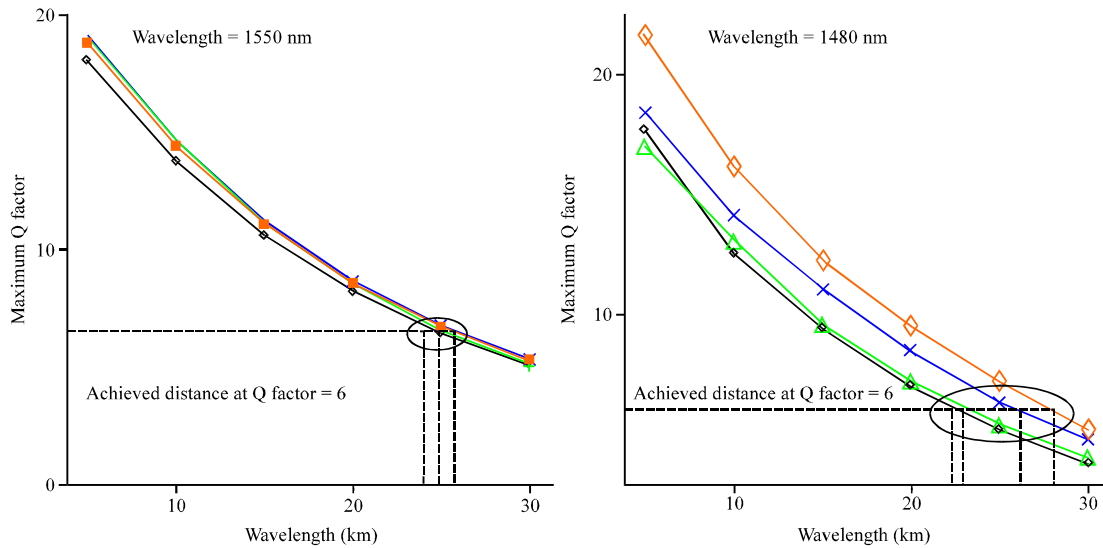 20
Wavelength = 1550 nm
10
Maximum Q factor
Achieved distance at Q factor = 6
0
10
20
30
Wavelength (km)
Wavelength = 1480 nm
20
10
Maximum Q factor
Achieved distance at Q factor = 6
10
20
30
Wavelength (km)